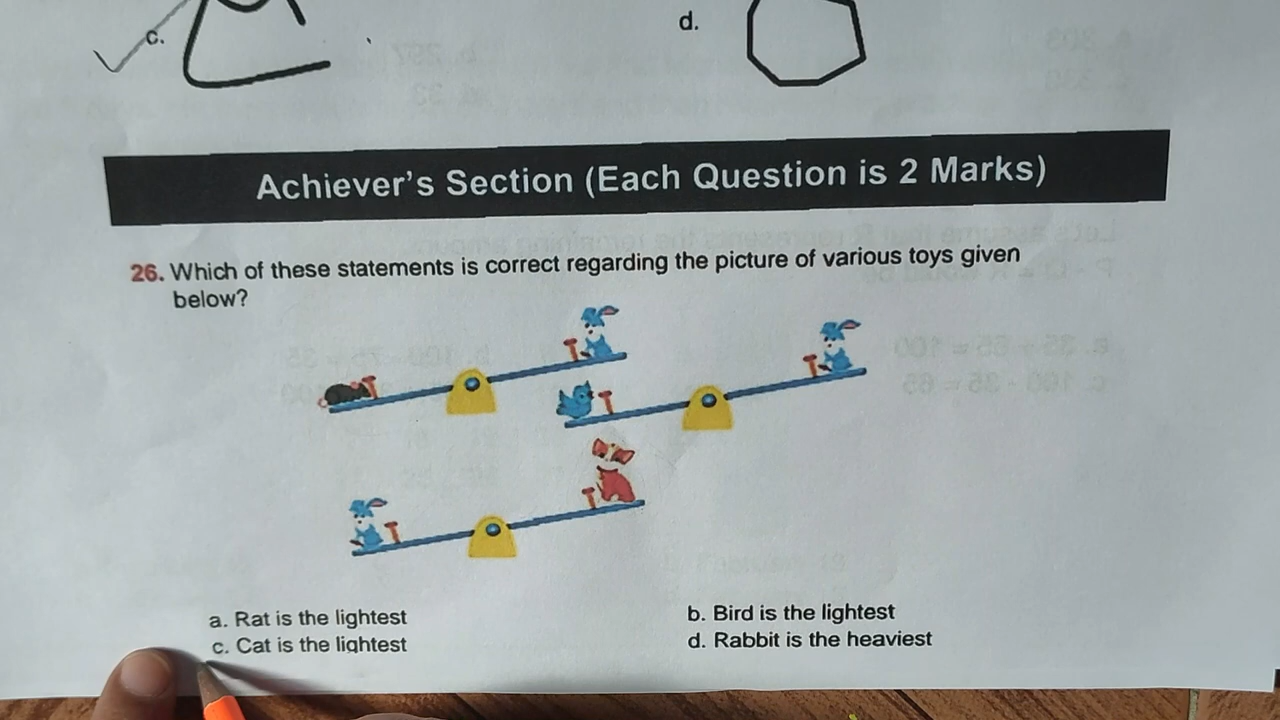 c.
d.
Achiever's Section (Each Question is 2 Marks)
26. Which of these statements is correct regarding the picture of various toys given
below?
a. Rat is the lightest
b. Bird is the lightest
c. Cat is the lightest
d. Rabbit is the heaviest